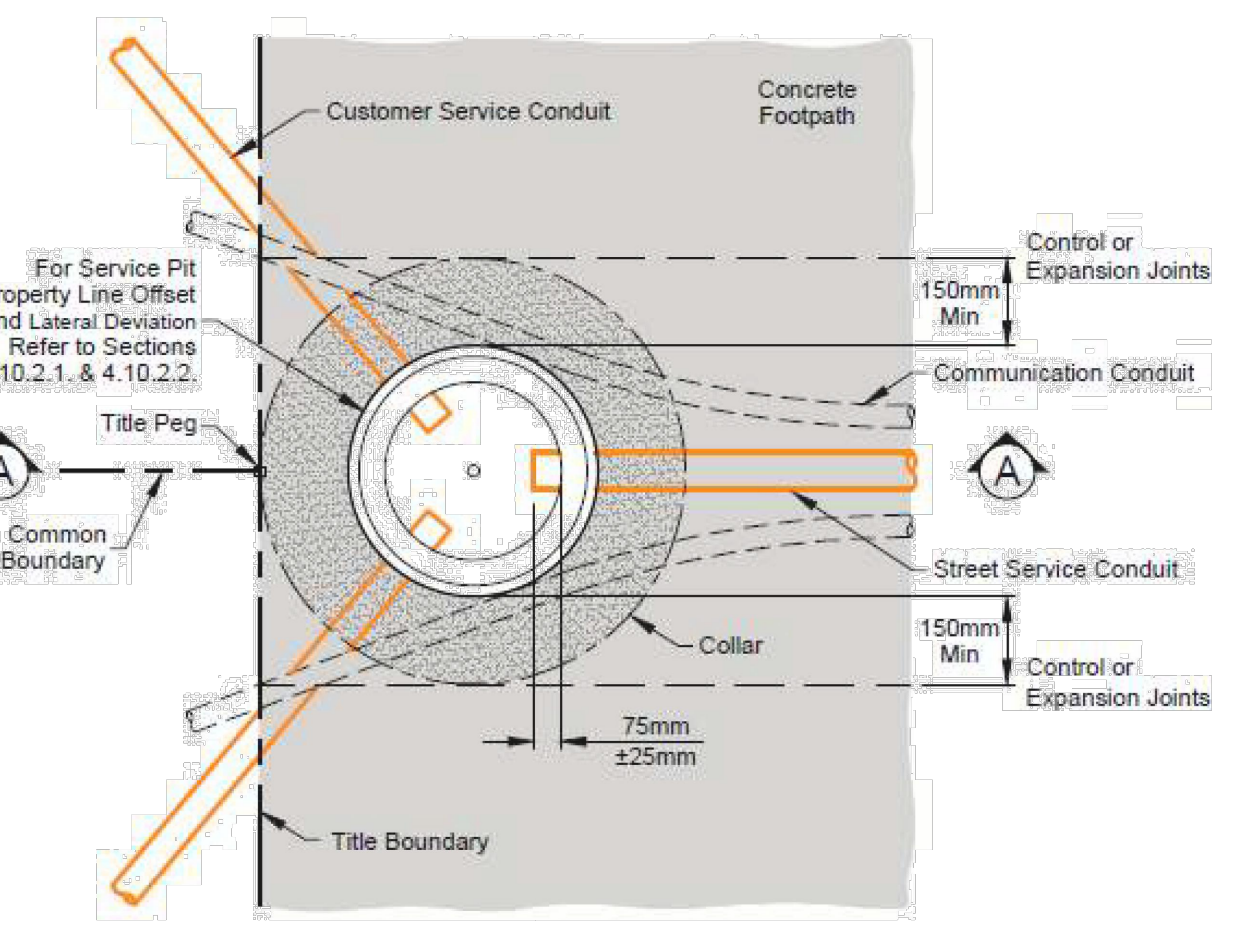 Customer Service Conduit
Concrete
Footpath
For Service Pit
Property Line Offset
Lateral Deviation
Refer to Sections
10.2.1. & 4.10.2.2.
Control or
Expansion Joints
150mm
Min
Communication Conduit
Title Peg
A
A
Common
Boundary
Street Service Conduit
150mm
Min
Collar
Control or
Expansion Joints
75mm
±25mm
Title Boundary